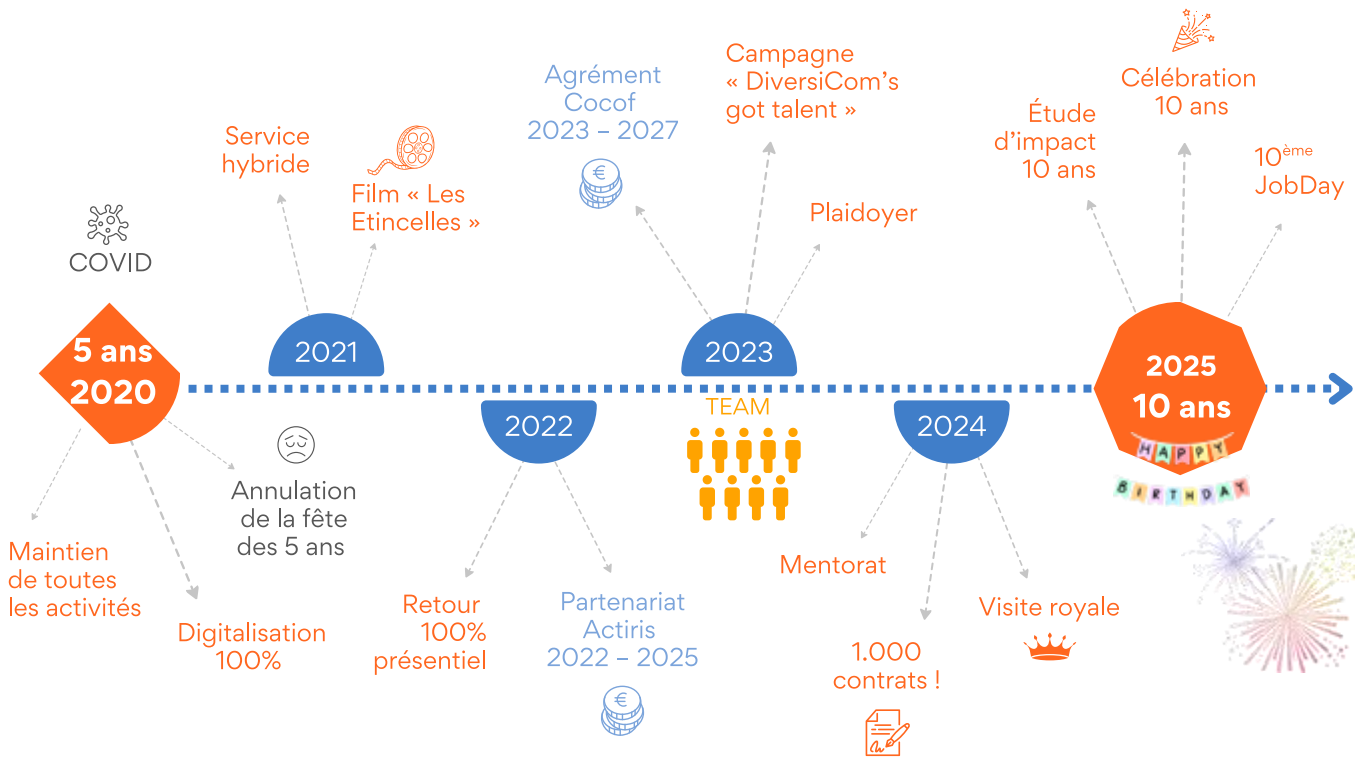 COVID
5 ans
2020
Maintien
de toutes
les activités
Digitalisation
100%
Annulation
de la fête
des 5 ans
2021
Service
hybride
Film « Les
Etincelles »
2022
Retour
100%
présentiel
Partenariat
Actiris
2022 – 2025
€
2023
Agrément
Cocof
2023 – 2027
€
Campagne
« DiversiCom’s
got talent »
Plaidoyer
TEAM
2024
Mentorat
1.000
contrats !
Visite royale
2025
10 ans
HAPPY
BIRTHDAY
Étude
d’impact
10 ans
Célébration
10 ans
10ème
JobDay